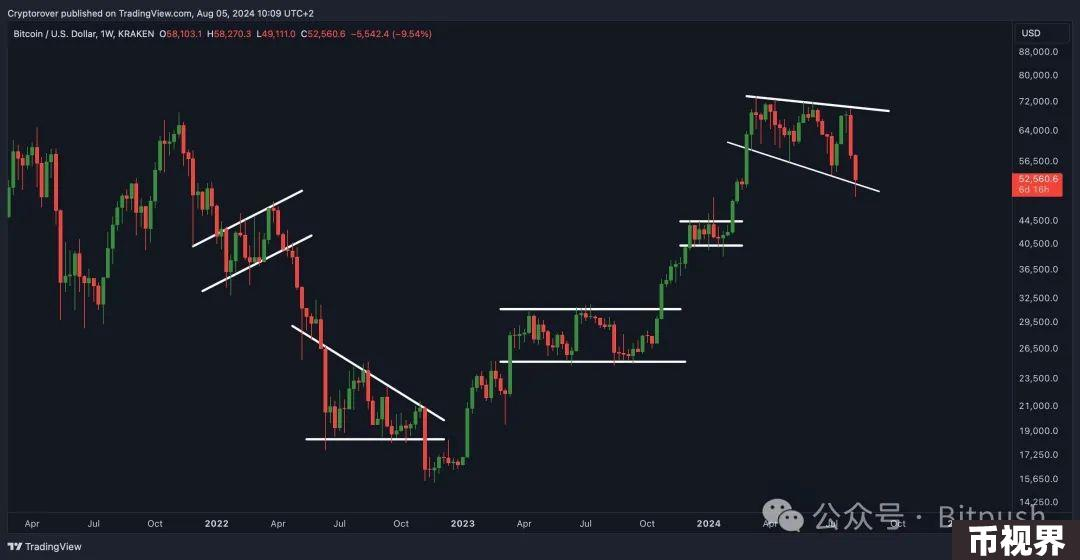 Cryptorover published on TradingView.com, Aug 05, 2024 10:09 UTC+2
Bitcoin / U.S. Dollar, 1W, KRAKEN O58,103.1 H58,270.3 L49,111.0 C52,560.6 −5,542.4 (−9.54%)
USD
88,000.0
80,000.0
72,000.0
64,000.0
56,500.0
52,560.6
6d 16h
44,500.0
40,500.0
36,500.0
32,500.0
29,500.0
26,500.0
23,500.0
21,000.0
19,000.0
17,250.0
15,650.0
14,250.0
Apr Jul Oct 2022 Apr Jul Oct 2023 Apr Jul Oct 2024 Apr Jul Oct
公众号 · Bitpush
币视界
TradingView